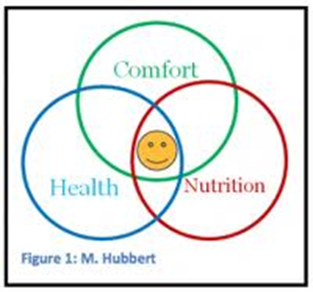 Comfort
Health
Nutrition
Figure 1: M. Hubbert